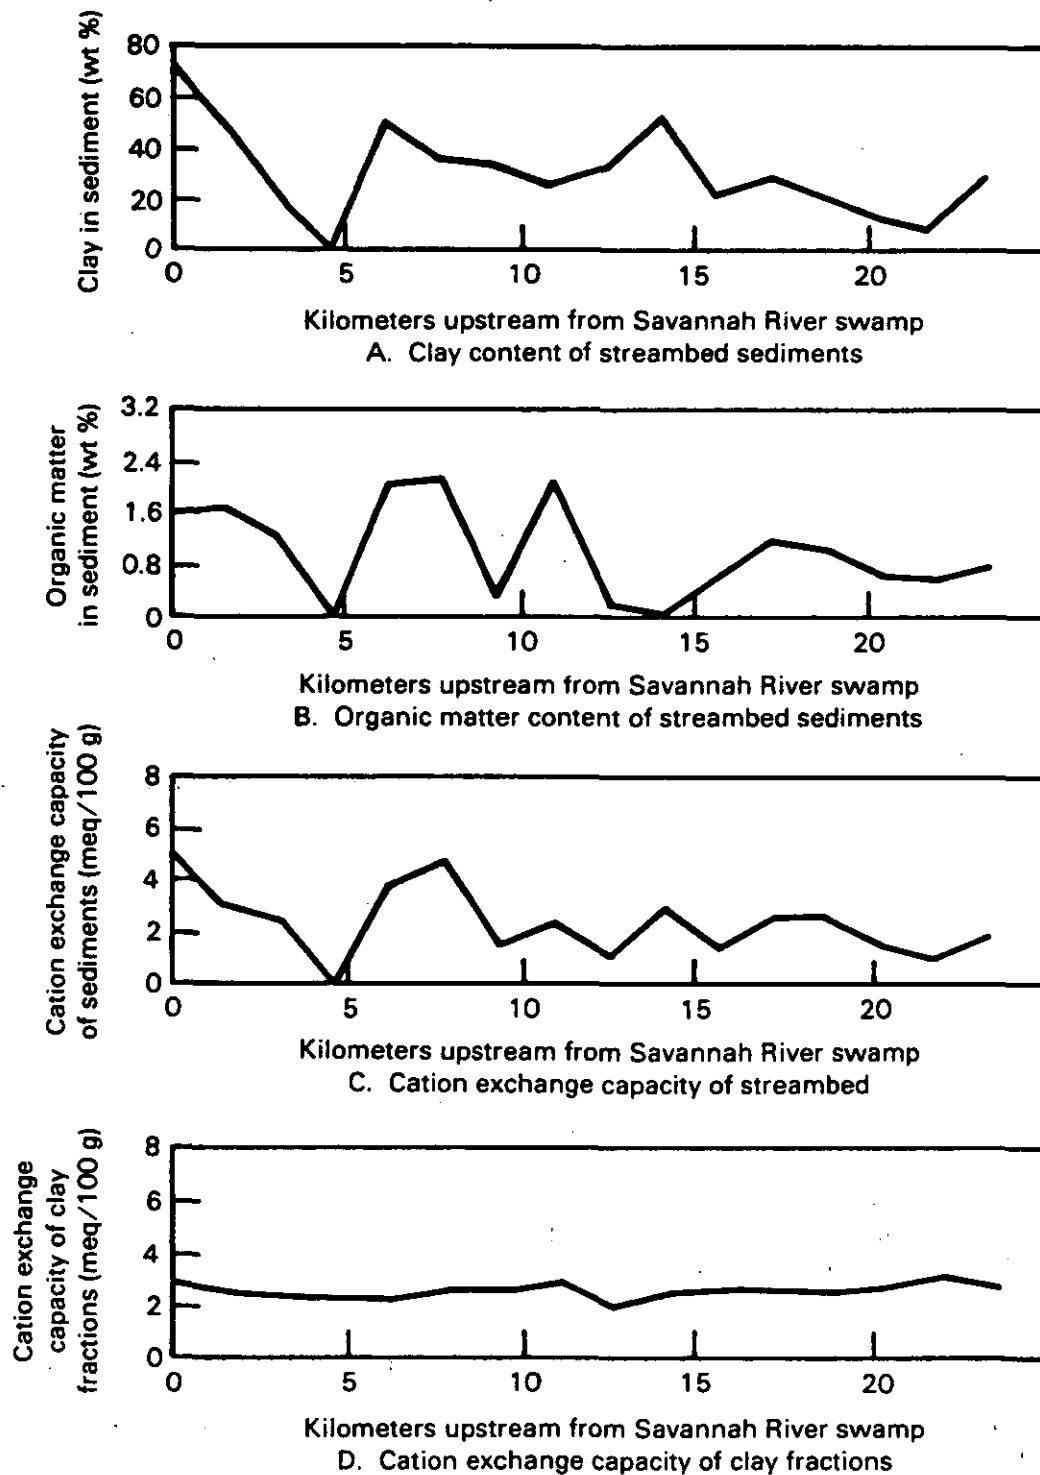 Clay in sediment (wt %)
80
60
40
20
0
0 5 10 15 20
Kilometers upstream from Savannah River swamp
A. Clay content of streambed sediments
Organic matter
in sediment (wt %)
3.2
2.4
1.6
0.8
0
0 5 10 15 20
Kilometers upstream from Savannah River swamp
B. Organic matter content of streambed sediments
Cation exchange capacity
of sediments (meq/100 g)
8
6
4
2
0
0 5 10 15 20
Kilometers upstream from Savannah River swamp
C. Cation exchange capacity of streambed
Cation exchange
capacity of clay
fractions (meq/100 g)
8
6
4
2
0
0 5 10 15 20
Kilometers upstream from Savannah River swamp
D. Cation exchange capacity of clay fractions